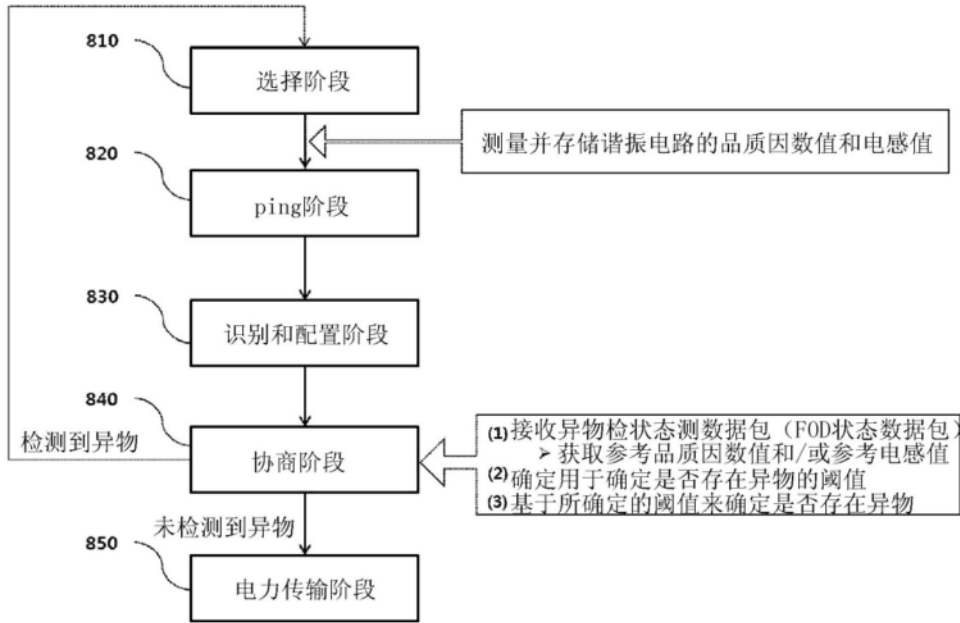 810
选择阶段
测量并存储谐振电路的品质因数值和电感值
820
ping阶段
830
识别和配置阶段
840
检测到异物
协商阶段
(1) 接收异物检状态测数据包（FOD状态数据包）
➢ 获取参考品质因数值和/或参考电感值
(2) 确定用于确定是否存在异物的阈值
(3) 基于所确定的阈值来确定是否存在异物
未检测到异物
850
电力传输阶段